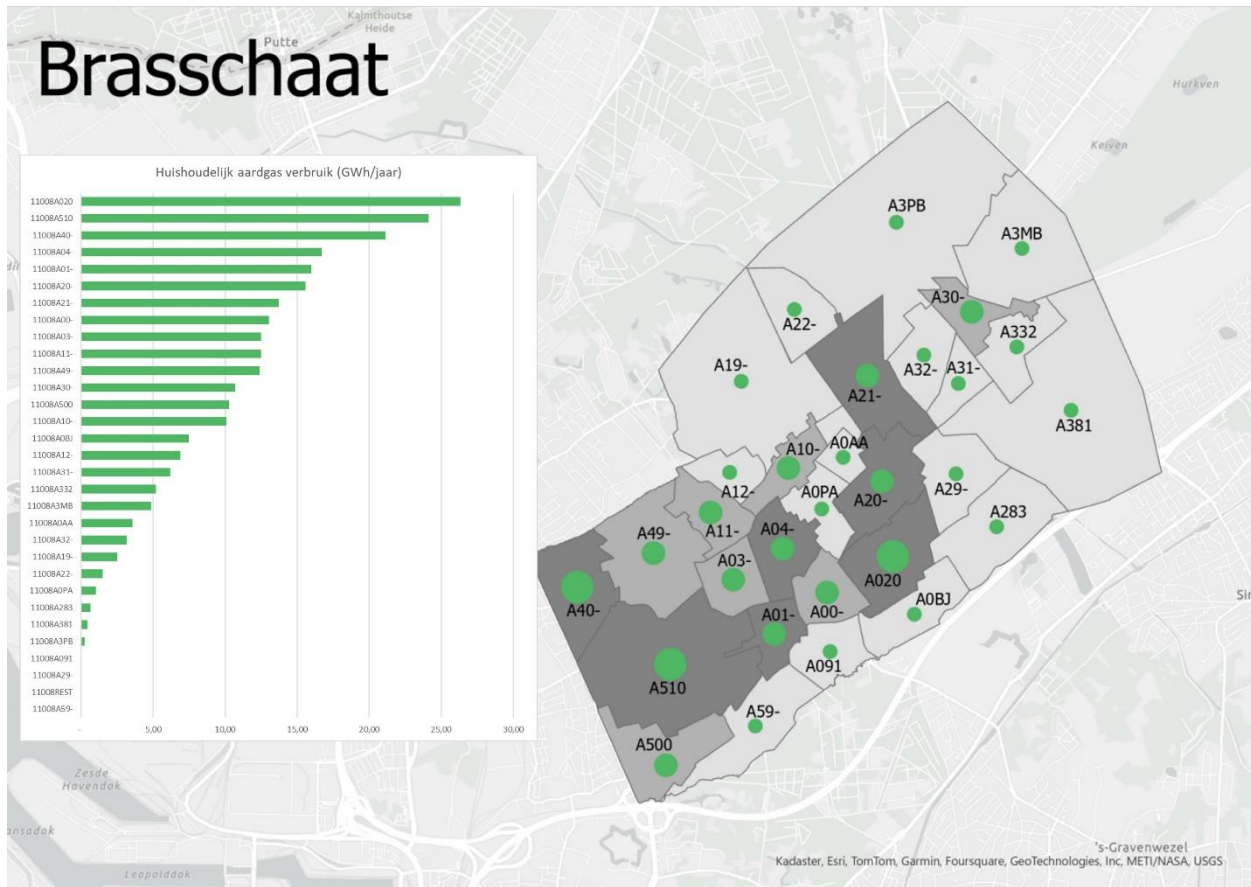 Brasschaat
Kalmthoutse
Heide
Putte
Hurkven
Keiven
Huishoudelijk aardgas verbruik (GWh/jaar)
11008A020
11008A510
11008A40-
11008A04-
11008A01-
11008A20-
11008A21-
11008A00-
11008A03-
11008A11-
11008A49-
11008A30-
11008A500
11008A10-
11008A0BJ
11008A12-
11008A31-
11008A332
11008A3MB
11008A0AA
11008A32-
11008A19-
11008A22-
11008A0PA
11008A283
11008A381
11008A3PB
11008A091
11008A29-
11008REST
11008A59-
- 5,00 10,00 15,00 20,00 25,00 30,00
A3PB
A3MB
A30-
A22-
A332
A32-
A31-
A19-
A21-
A381
A0AA
A10-
A12-
A0PA
A20-
A29-
A283
A11-
A49-
A04-
A03-
A020
A40-
A00-
A0BJ
A01-
A091
A510
A59-
A500
Zesde
Havendok
ansadok
Leopolddok
's-Gravenwezel
Kadaster, Esri, TomTom, Garmin, Foursquare, GeoTechnologies, Inc, METI/NASA, USGS